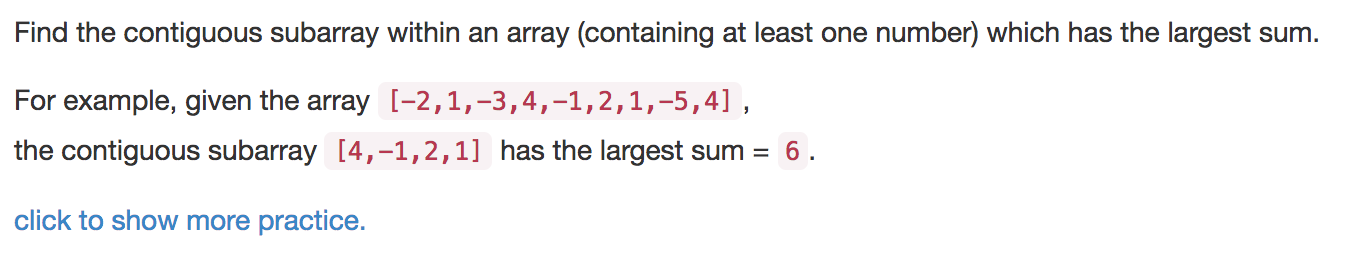 Find the contiguous subarray within an array (containing at least one number) which has the largest sum.
For example, given the array [−2,1,−3,4,−1,2,1,−5,4] ,
the contiguous subarray [4,−1,2,1] has the largest sum = 6 .
click to show more practice.